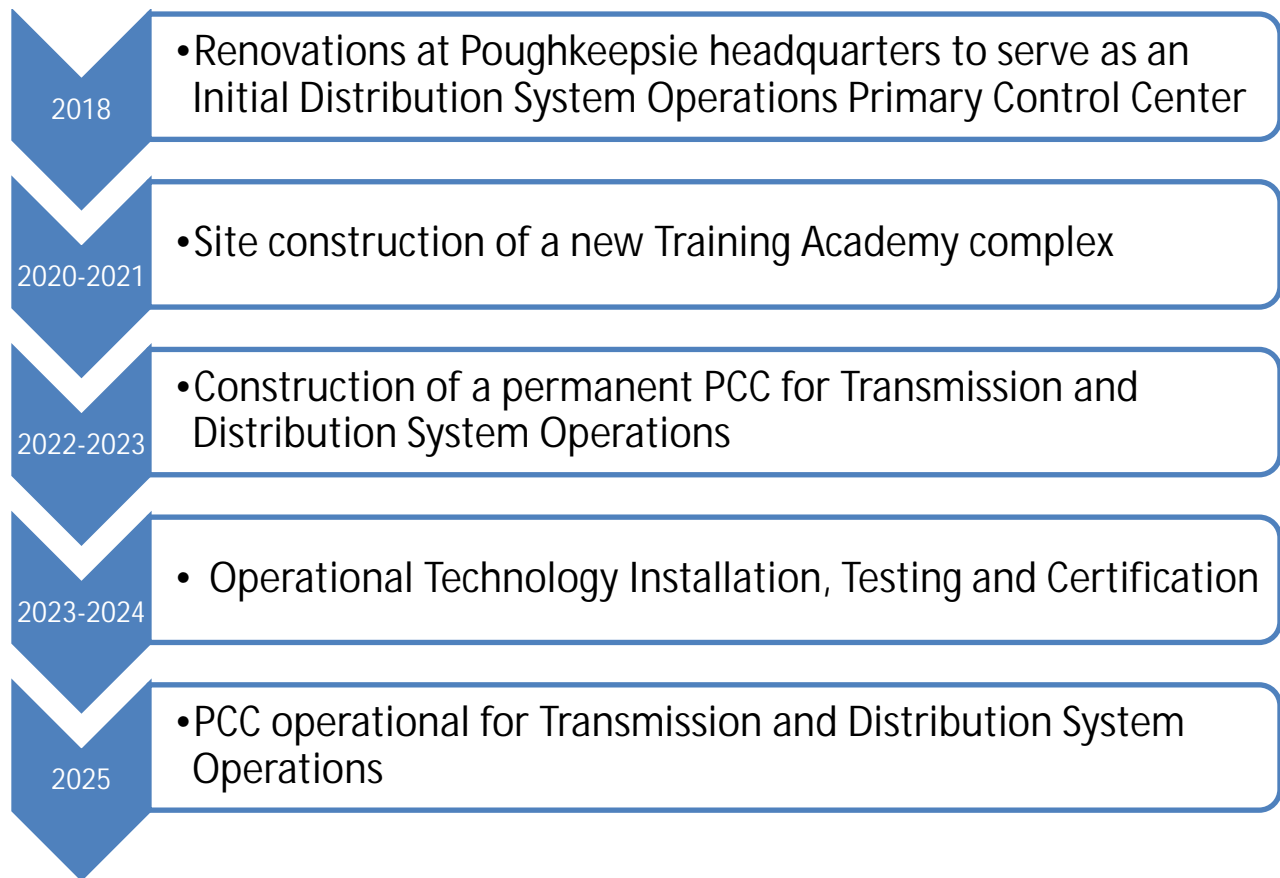 2018
•Renovations at Poughkeepsie headquarters to serve as an
Initial Distribution System Operations Primary Control Center
2020-2021
•Site construction of a new Training Academy complex
2022-2023
•Construction of a permanent PCC for Transmission and
Distribution System Operations
2023-2024
• Operational Technology Installation, Testing and Certification
2025
•PCC operational for Transmission and Distribution System
Operations